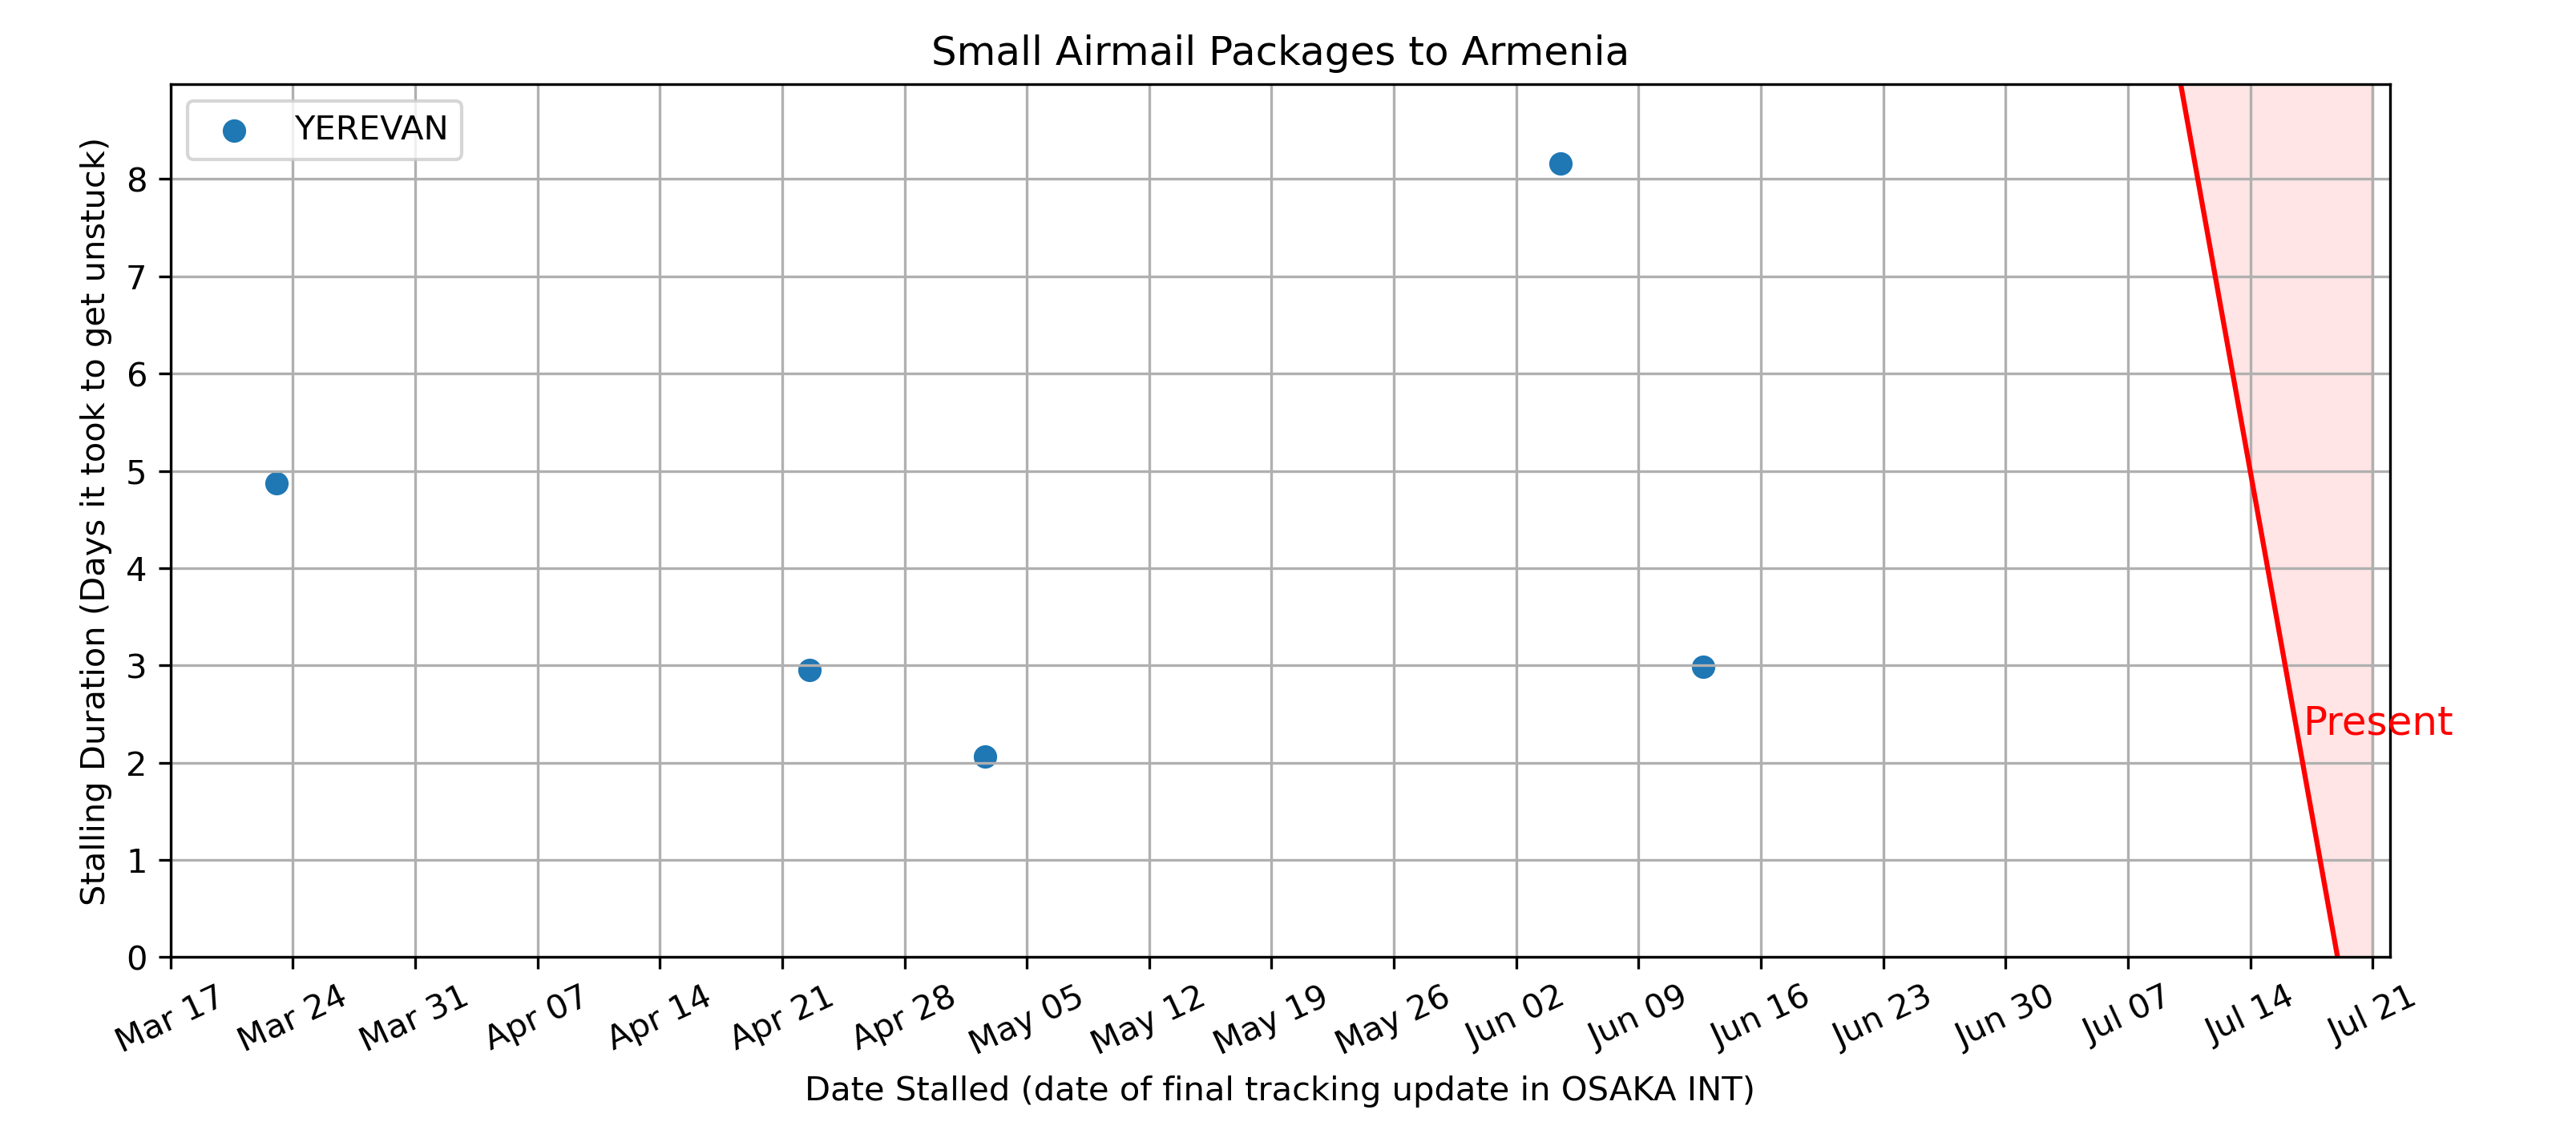 Small Airmail Packages to Armenia
YEREVAN
Stalling Duration (Days it took to get unstuck)
8
7
6
5
4
3
2
1
0
Present
Mar 17
Mar 24
Mar 31
Apr 07
Apr 14
Apr 21
Apr 28
May 05
May 12
May 19
May 26
Jun 02
Jun 09
Jun 16
Jun 23
Jun 30
Jul 07
Jul 14
Jul 21
Date Stalled (date of final tracking update in OSAKA INT)